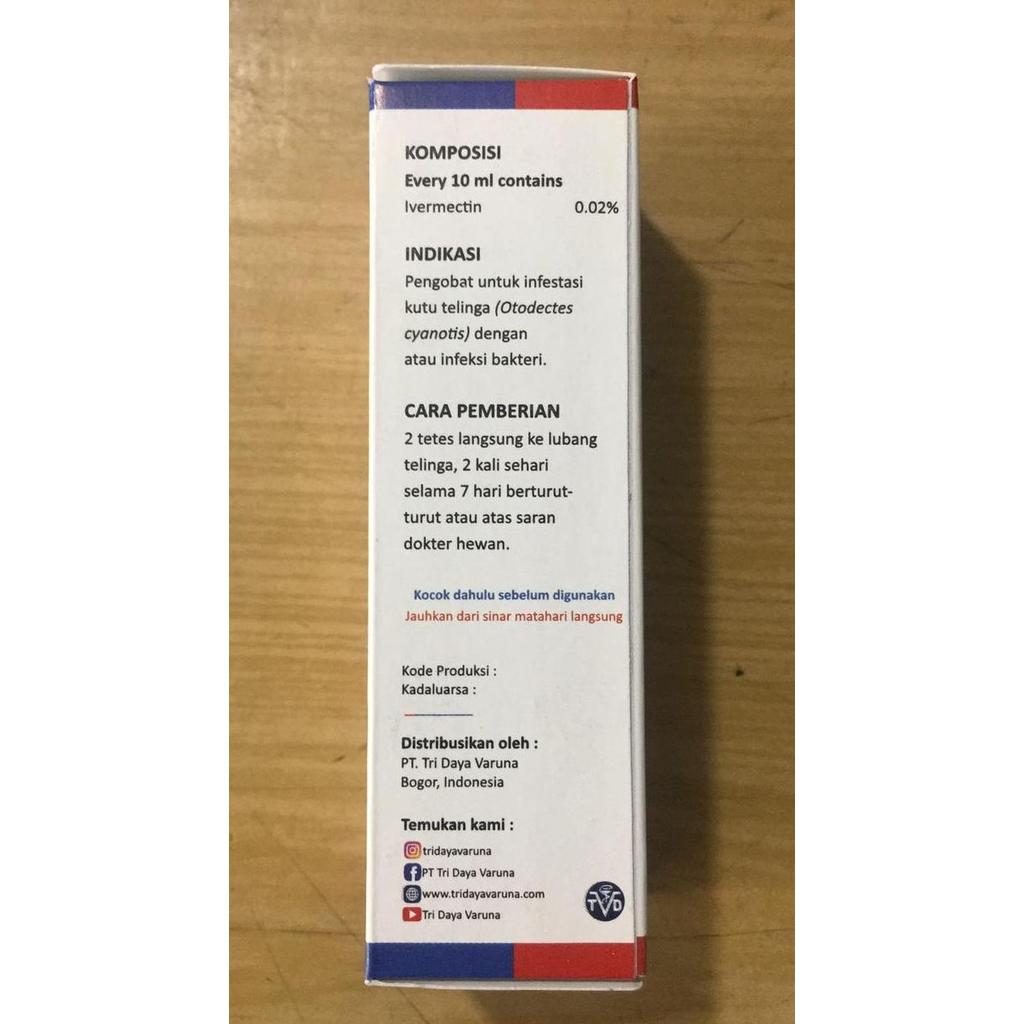 KOMPOSISI
Every 10 ml contains
Ivermectin 0.02%
INDIKASI
Pengobat untuk infestasi
kutu telinga (Otodectes
cyanotis) dengan
atau infeksi bakteri.
CARA PEMBERIAN
2 tetes langsung ke lubang
telinga, 2 kali sehari
selama 7 hari berturut-
turut atau atas saran
dokter hewan.
Kocok dahulu sebelum digunakan
Jauhkan dari sinar matahari langsung
Kode Produksi :
Kadaluarsa :
Distribusikan oleh :
PT. Tri Daya Varuna
Bogor, Indonesia
Temukan kami :
tridayavaruna
PT Tri Daya Varuna
www.tridayavaruna.com
Tri Daya Varuna
TVD